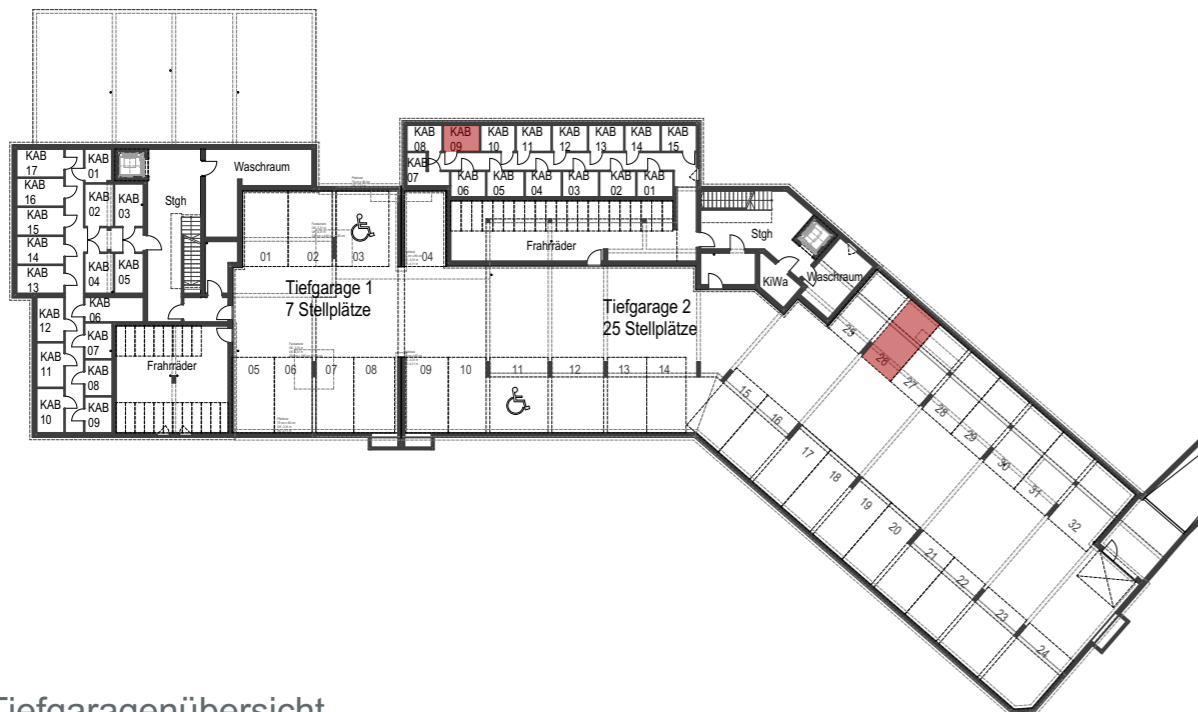 KAB 08
KAB 09
KAB 10
KAB 11
KAB 12
KAB 13
KAB 14
KAB 15
KAB 07
KAB 06
KAB 05
KAB 04
KAB 03
KAB 02
KAB 01
KAB 17
KAB 01
KAB 16
KAB 02
KAB 03
KAB 15
KAB 14
KAB 04
KAB 05
KAB 13
KAB 06
KAB 12
KAB 07
KAB 11
KAB 08
KAB 10
KAB 09
Waschraum
Stgh
Frahrräder
Frahrräder
Stgh
KiWa
Waschraum
01
02
03
04
Tiefgarage 1
7 Stellplätze
Tiefgarage 2
25 Stellplätze
05
06
07
08
09
10
11
12
13
14
15
16
17
18
19
20
21
22
23
24
25
26
27
28
29
30
31
32
Tiefgaragenübersicht